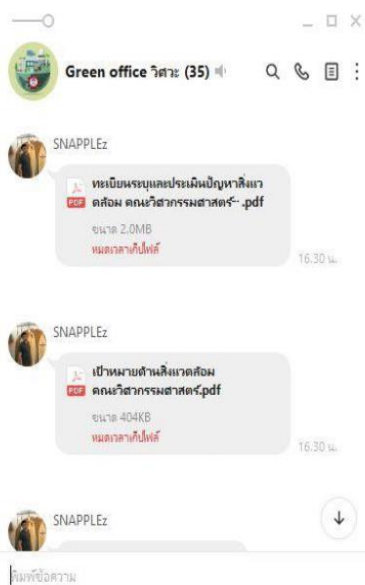 Green office วิศวะ (35)
SNAPPLEz
ทะเบียนระบุและประเมินปัญหาสิ่งแว
ดล้อม คณะวิศวกรรมศาสตร์... .pdf
PDF
ขนาด 2.0MB
หมดเวลาเก็บไฟล์
16.30 น.
SNAPPLEz
เป้าหมายด้านสิ่งแวดล้อม
คณะวิศวกรรมศาสตร์.pdf
PDF
ขนาด 404KB
หมดเวลาเก็บไฟล์
16.30 น.
SNAPPLEz
พิมพ์ข้อความ